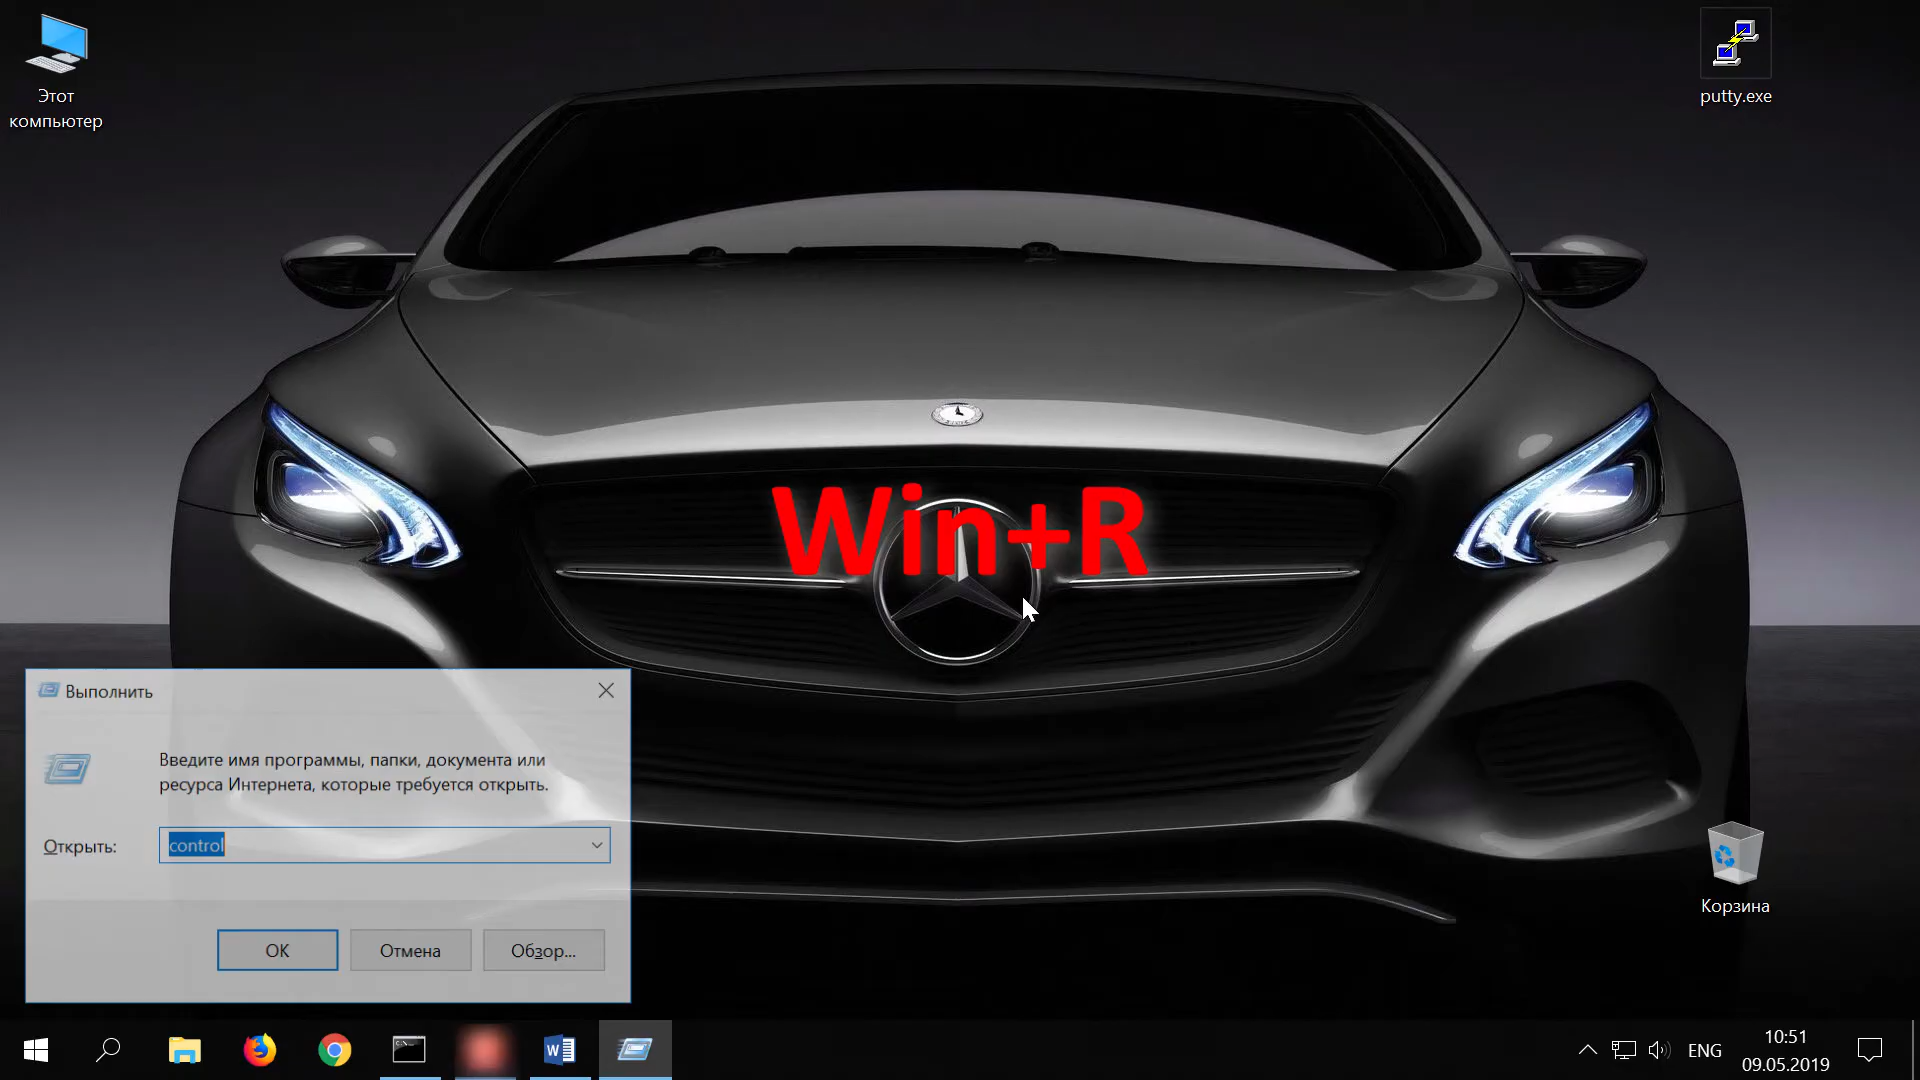 Этот
компьютер
putty.exe
Win+R
Выполнить
Введите имя программы, папки, документа или
ресурса Интернета, которые требуется открыть.
Открыть:
control
OK
Отмена
Обзор...
Корзина
ENG
10:51
09.05.2019